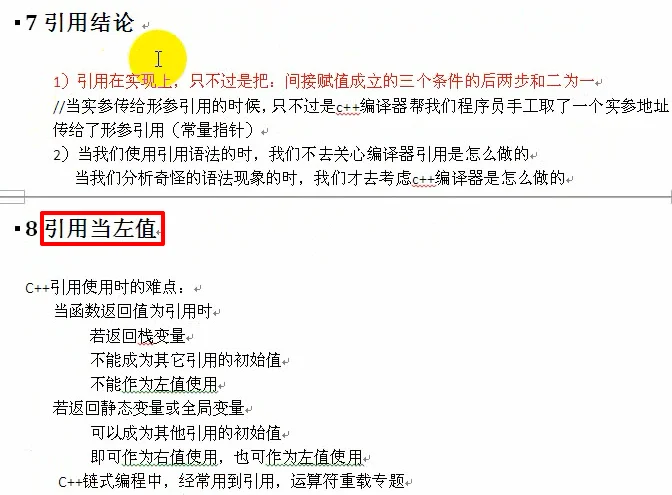 ▪7 引用结论
1）引用在实现上，只不过是把：间接赋值成立的三个条件的后两步和二为一
//当实参传给形参引用的时候，只不过是c++编译器帮我们程序员手工取了一个实参地址
传给了形参引用（常量指针）
2）当我们使用引用语法的时，我们不去关心编译器引用是怎么做的
当我们分析奇怪的语法现象的时，我们才去考虑c++编译器是怎么做的
▪8 引用当左值
C++引用使用时的难点：
当函数返回值为引用时
若返回栈变量
不能成为其它引用的初始值
不能作为左值使用
若返回静态变量或全局变量
可以成为其他引用的初始值
即可作为右值使用，也可作为左值使用
C++链式编程中，经常用到引用，运算符重载专题